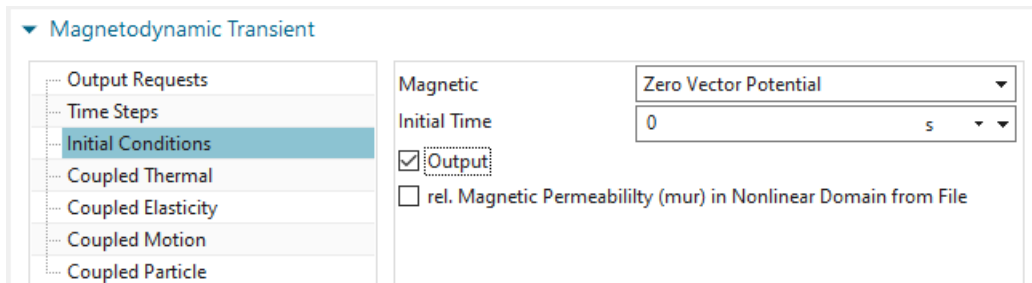 Magnetodynamic Transient
Output Requests
Time Steps
Initial Conditions
Coupled Thermal
Coupled Elasticity
Coupled Motion
Coupled Particle
Magnetic Zero Vector Potential
Initial Time 0 s
Output
rel. Magnetic Permeabililty (mur) in Nonlinear Domain from File